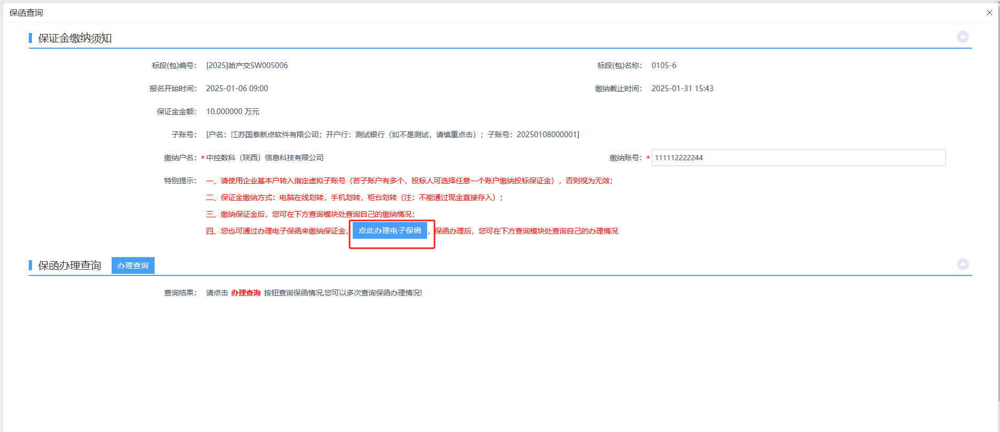 保函查询
保证金缴纳须知
标段(包)编号： [2025]哈产交SW005006 标段(包)名称： 0105-6
报名开始时间： 2025-01-06 09:00 缴纳截止时间： 2025-01-31 15:43
保证金金额： 10.000000 万元
子账号： [户名：江苏国泰新点软件有限公司；开户行：测试银行（如不是测试，请慎重点击）；子账号：20250108000001]
缴纳户名： * 中控数科（陕西）信息科技有限公司 缴纳账号： * 111112222244
特别提示： 一、请使用企业基本户转入指定虚拟子账号（若子账户有多个，投标人可选择任意一个账户缴纳投标保证金），否则视为无效；
二、保证金缴纳方式：电脑在线划转，手机划转，柜台划转（注：不能通过现金直接存入）；
三、缴纳保证金后，您可在下方查询模块处查询自己的缴纳情况；
四、您也可通过办理电子保函来缴纳保证金， 点此办理电子保函 ，保函办理后，您可在下方查询模块处查询自己的办理情况
保函办理查询 办理查询
查询结果： 请点击 办理查询 按钮查询保函情况,您可以多次查询保函办理情况!